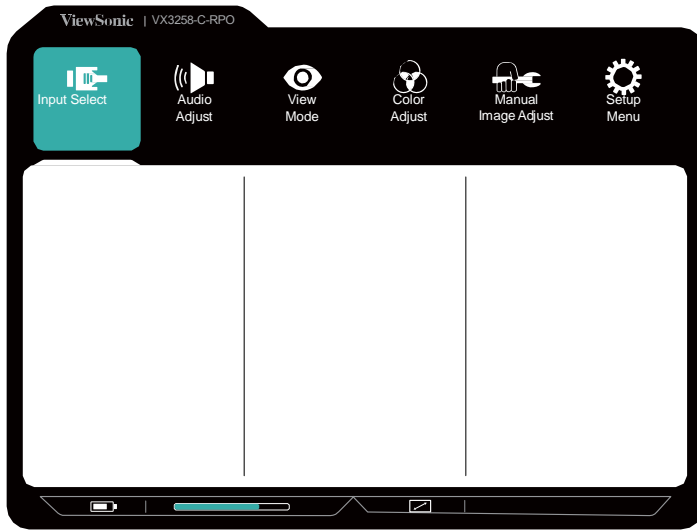 ViewSonic | VX3258-C-RPO
Input Select
Audio
Adjust
View
Mode
Color
Adjust
Manual
Image Adjust
Setup
Menu